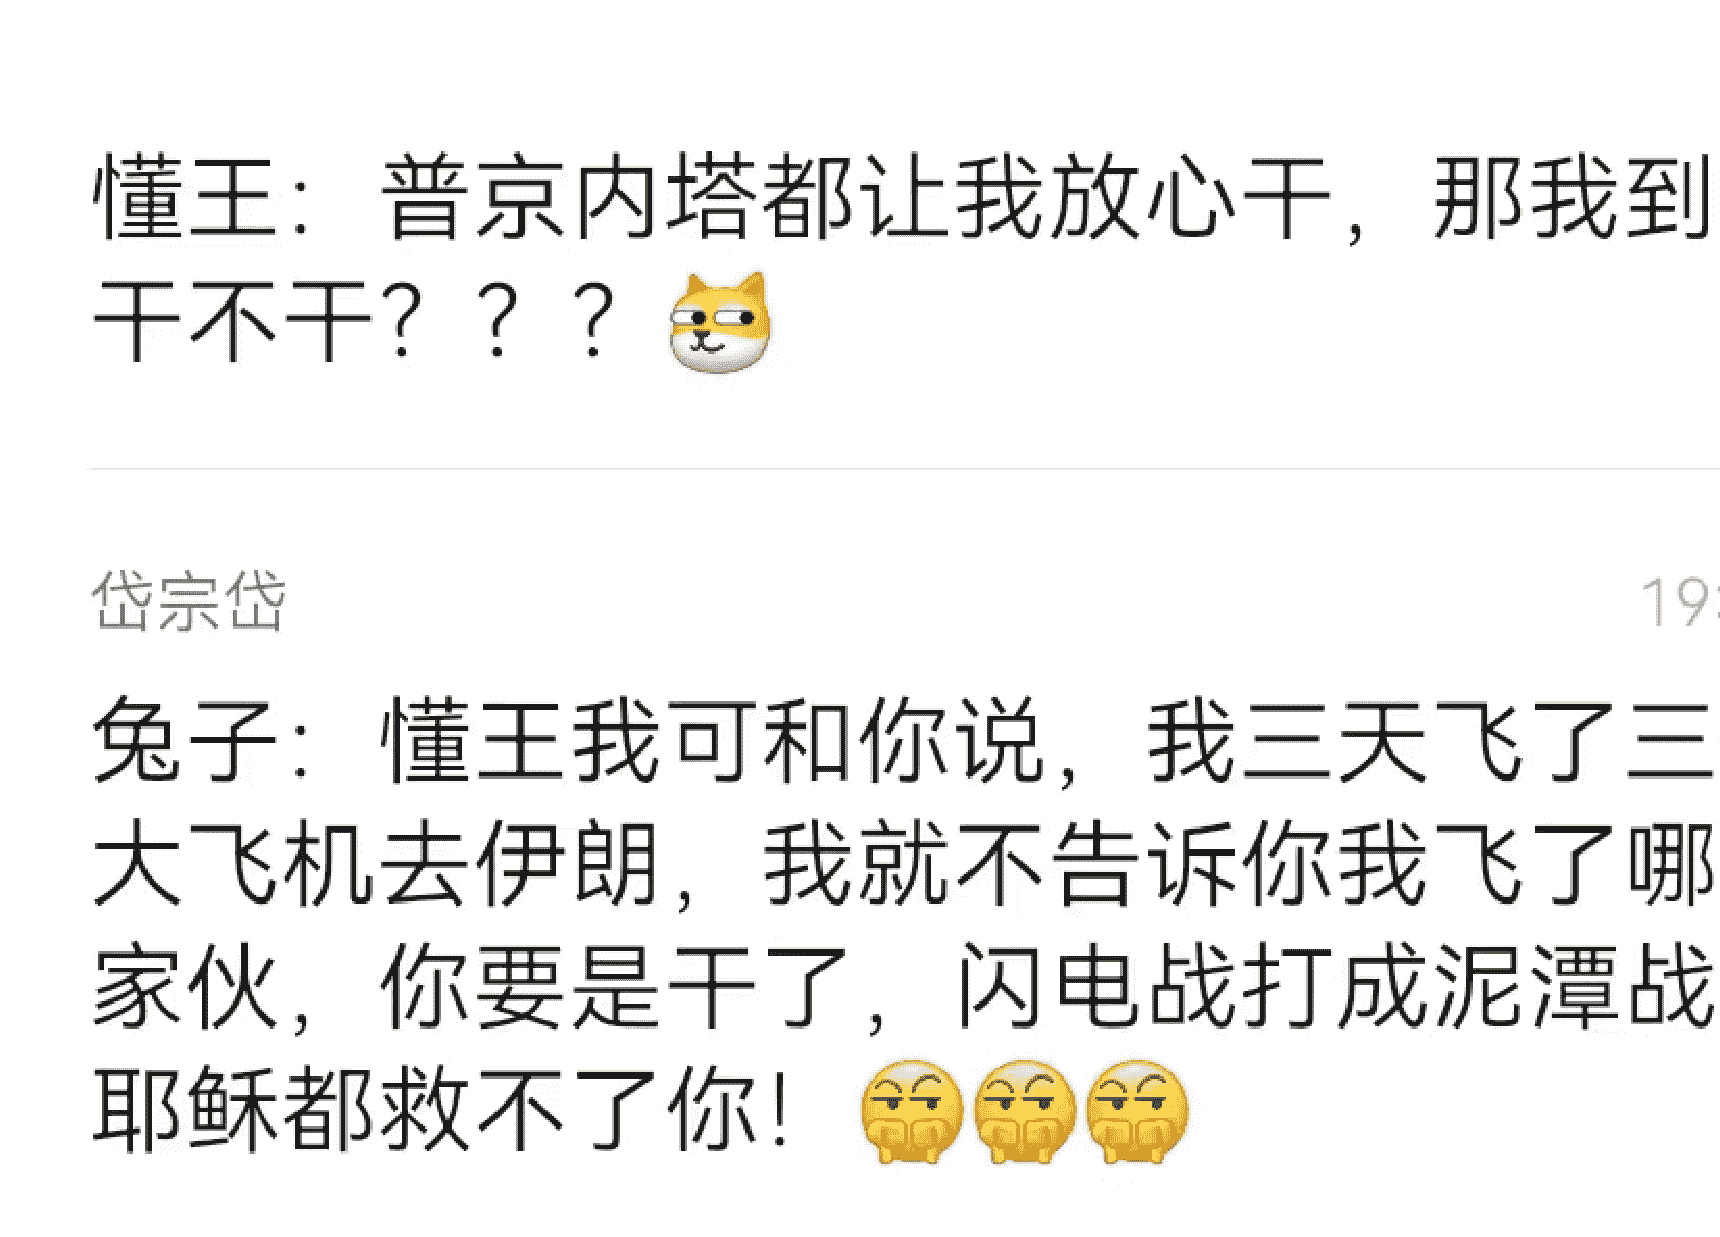 懂王：普京内塔都让我放心干，那我到
干不干？？？
岱宗岱
19:
兔子：懂王我可和你说，我三天飞了三
大飞机去伊朗，我就不告诉你我飞了哪
家伙，你要是干了，闪电战打成泥潭战
耶稣都救不了你！